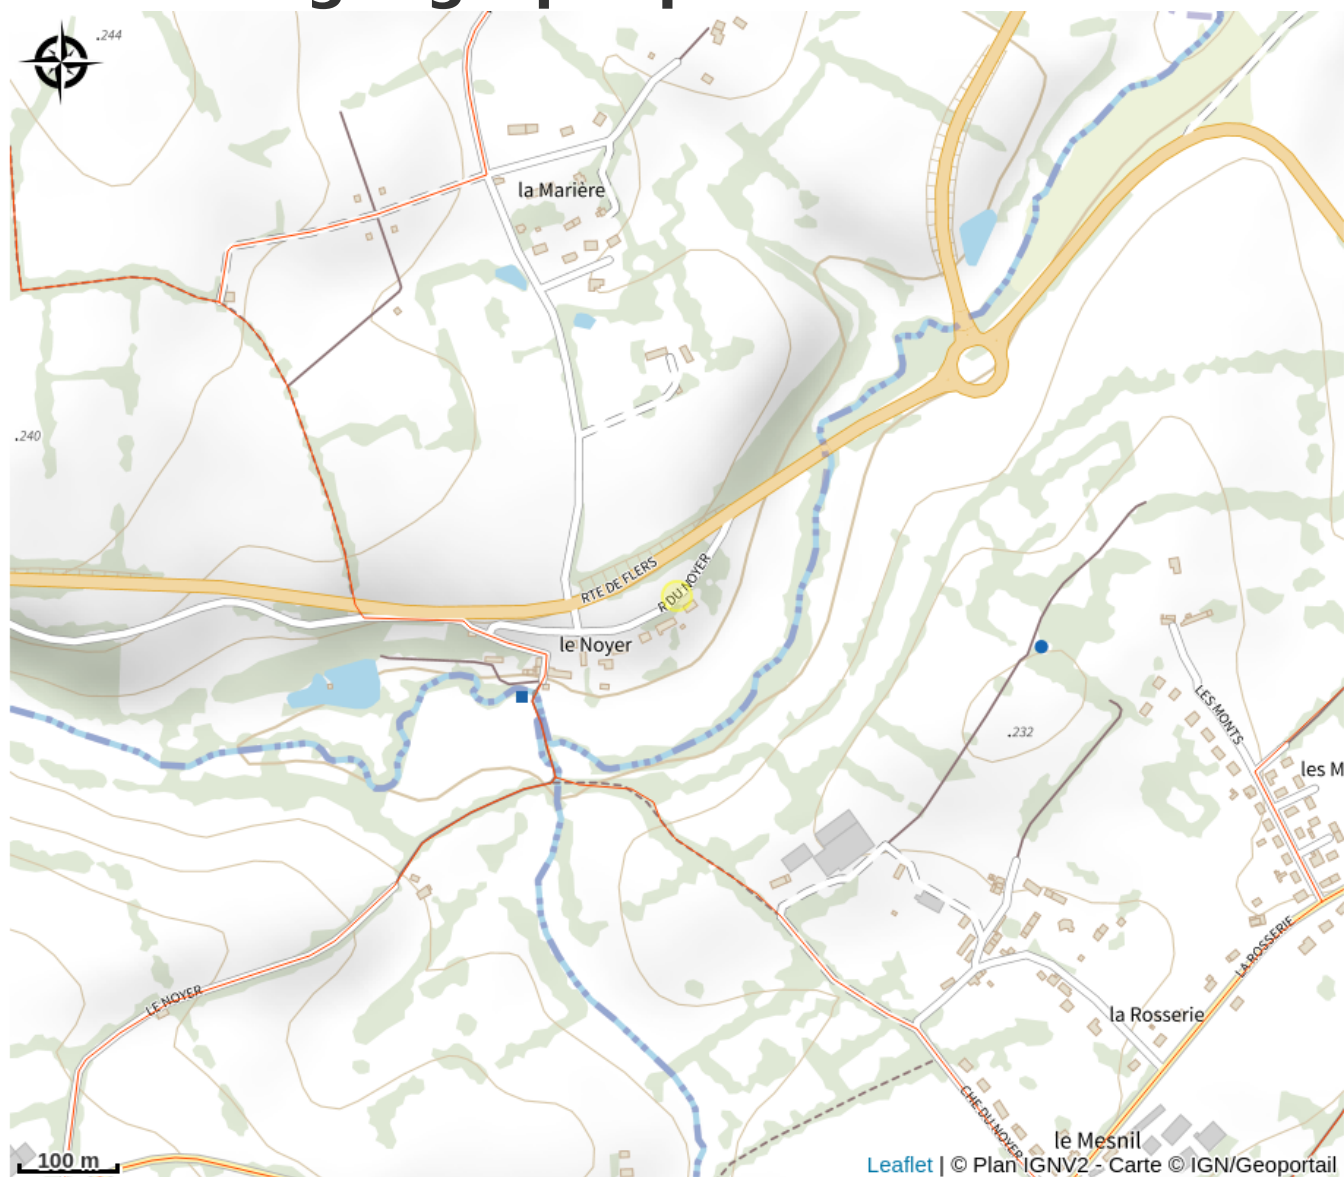 .244
la Marière
.240
RTE DE FLERS
R DU NOYER
le Noyer
LES MONTS
.232
les M
LE NOYER
LA ROSSERIE
la Rosserie
CHE DU NOYER
le Mesnil
100 m
Leaflet | © Plan IGNV2 - Carte © IGN/Geoportail